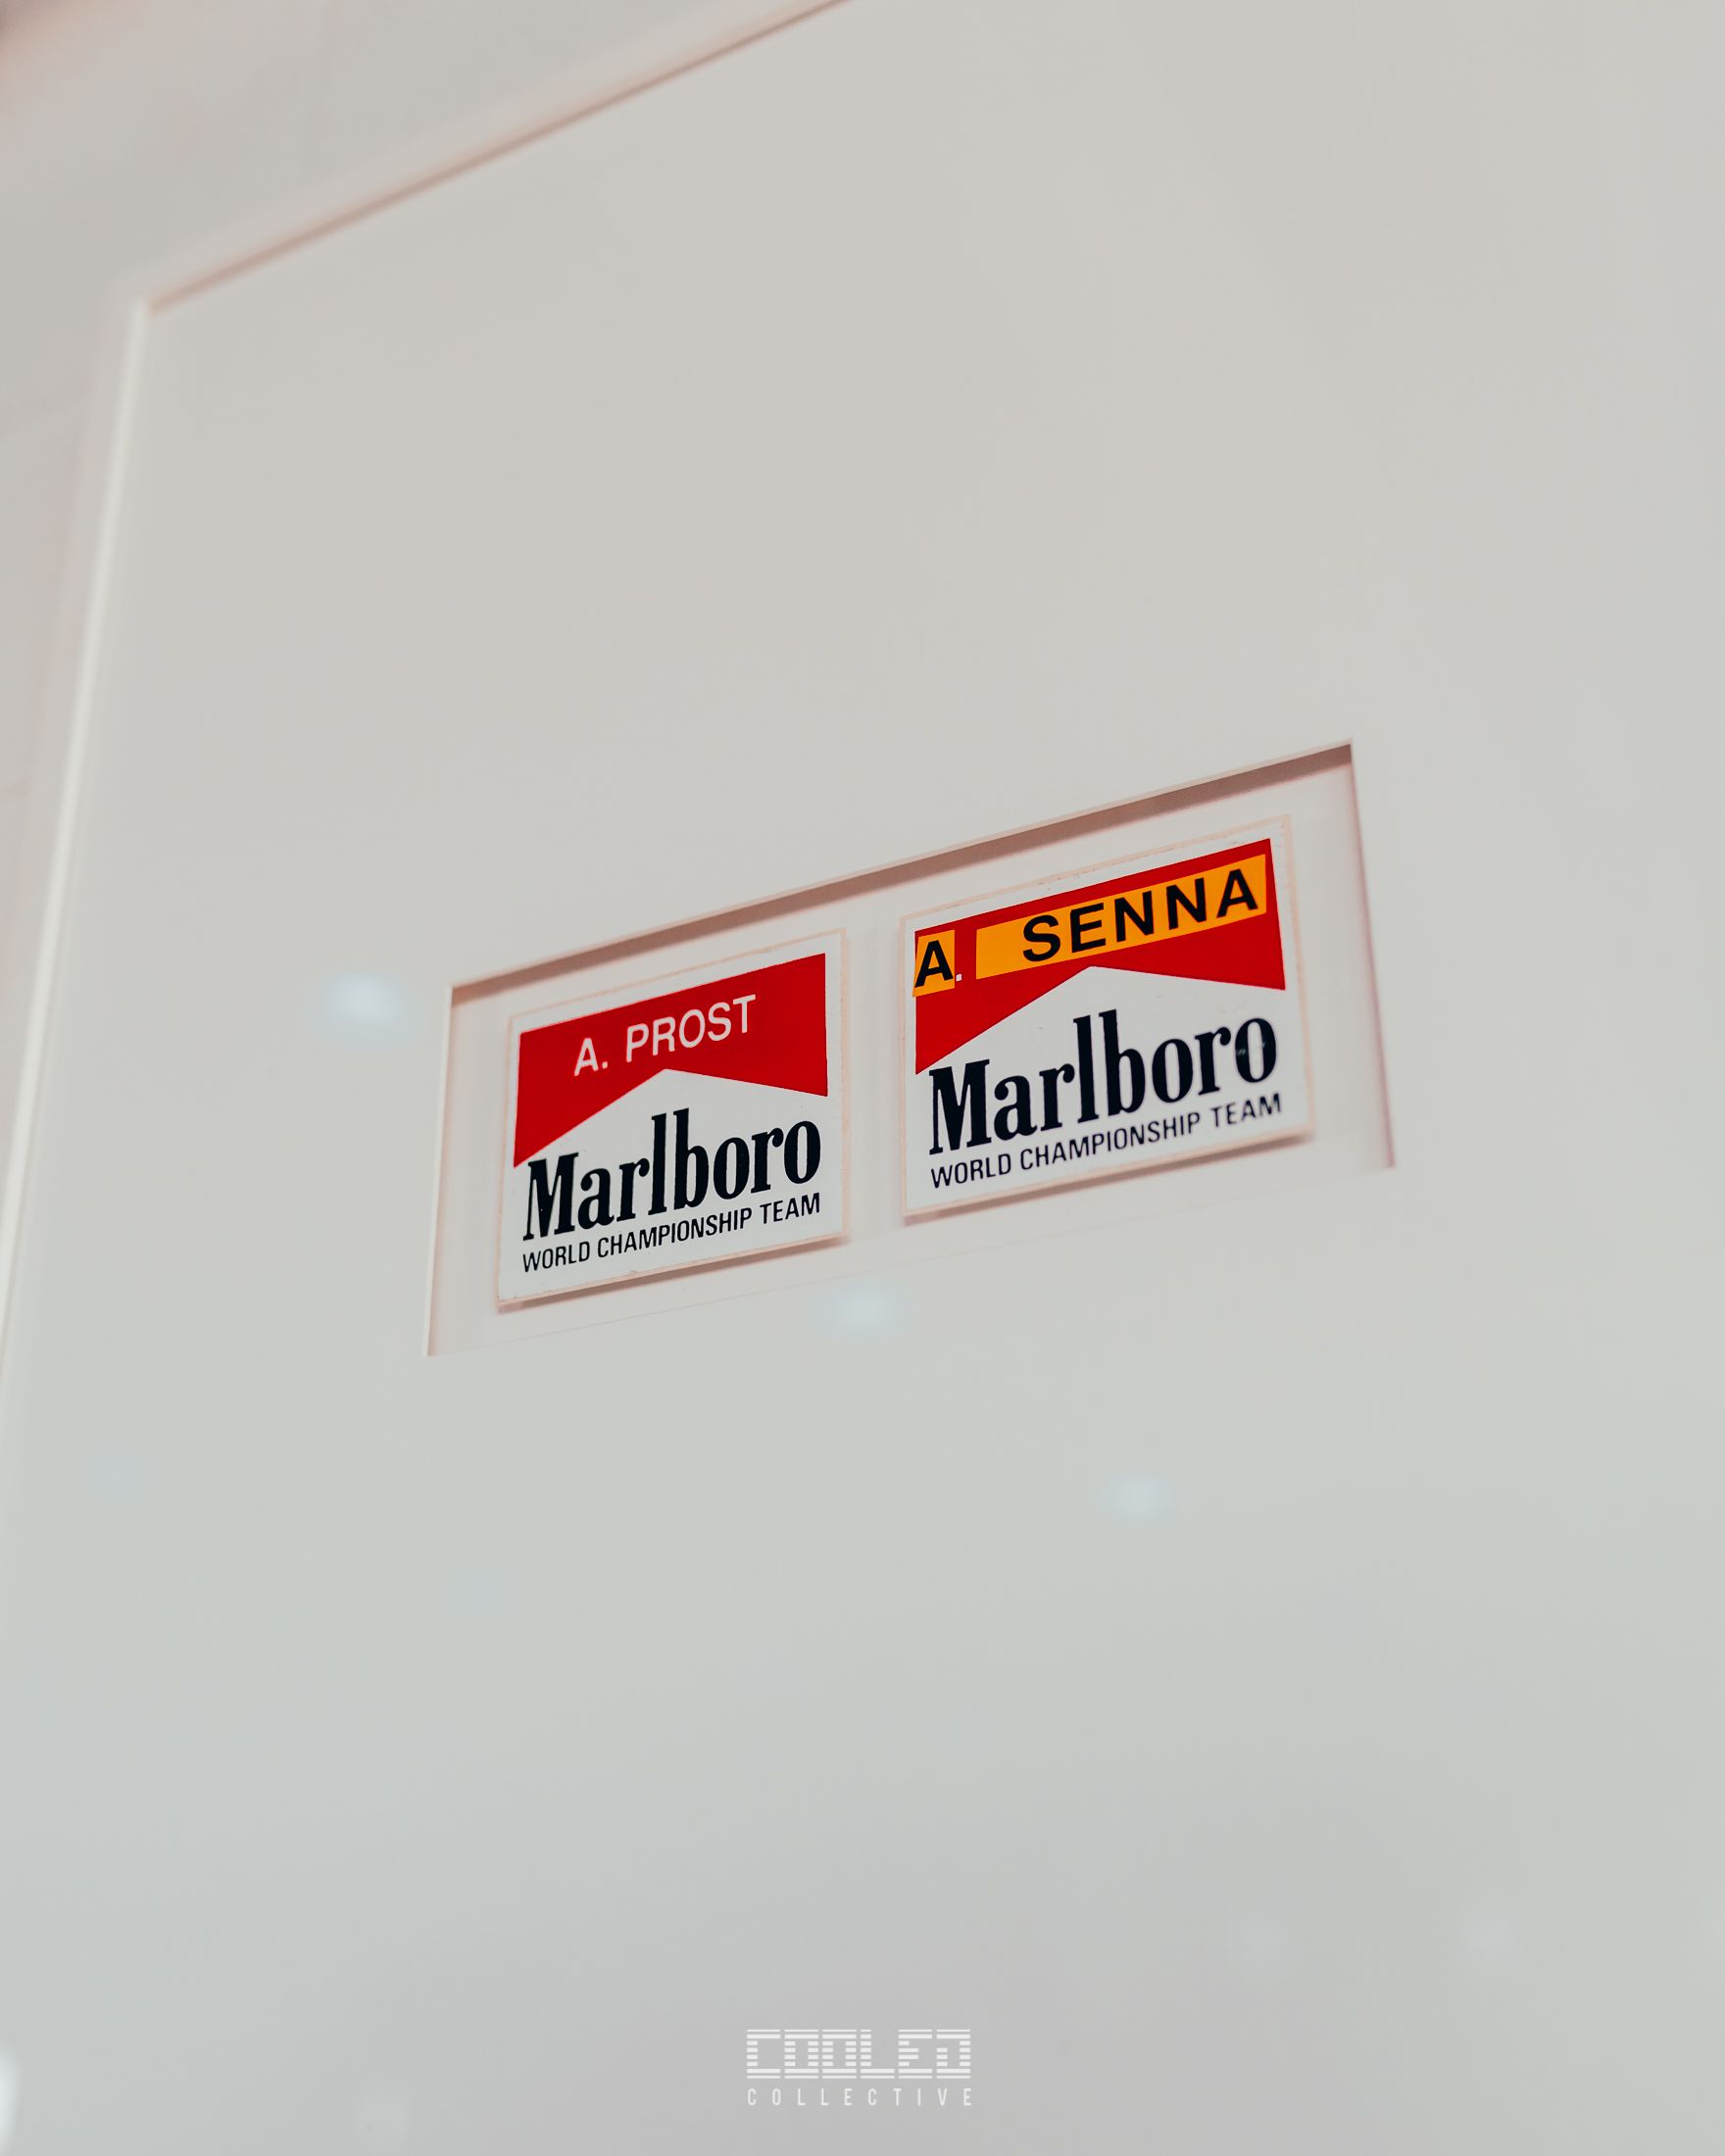 A. PROST
Marlboro
WORLD CHAMPIONSHIP TEAM
A. SENNA
Marlboro
WORLD CHAMPIONSHIP TEAM
COOLED
COLLECTIVE